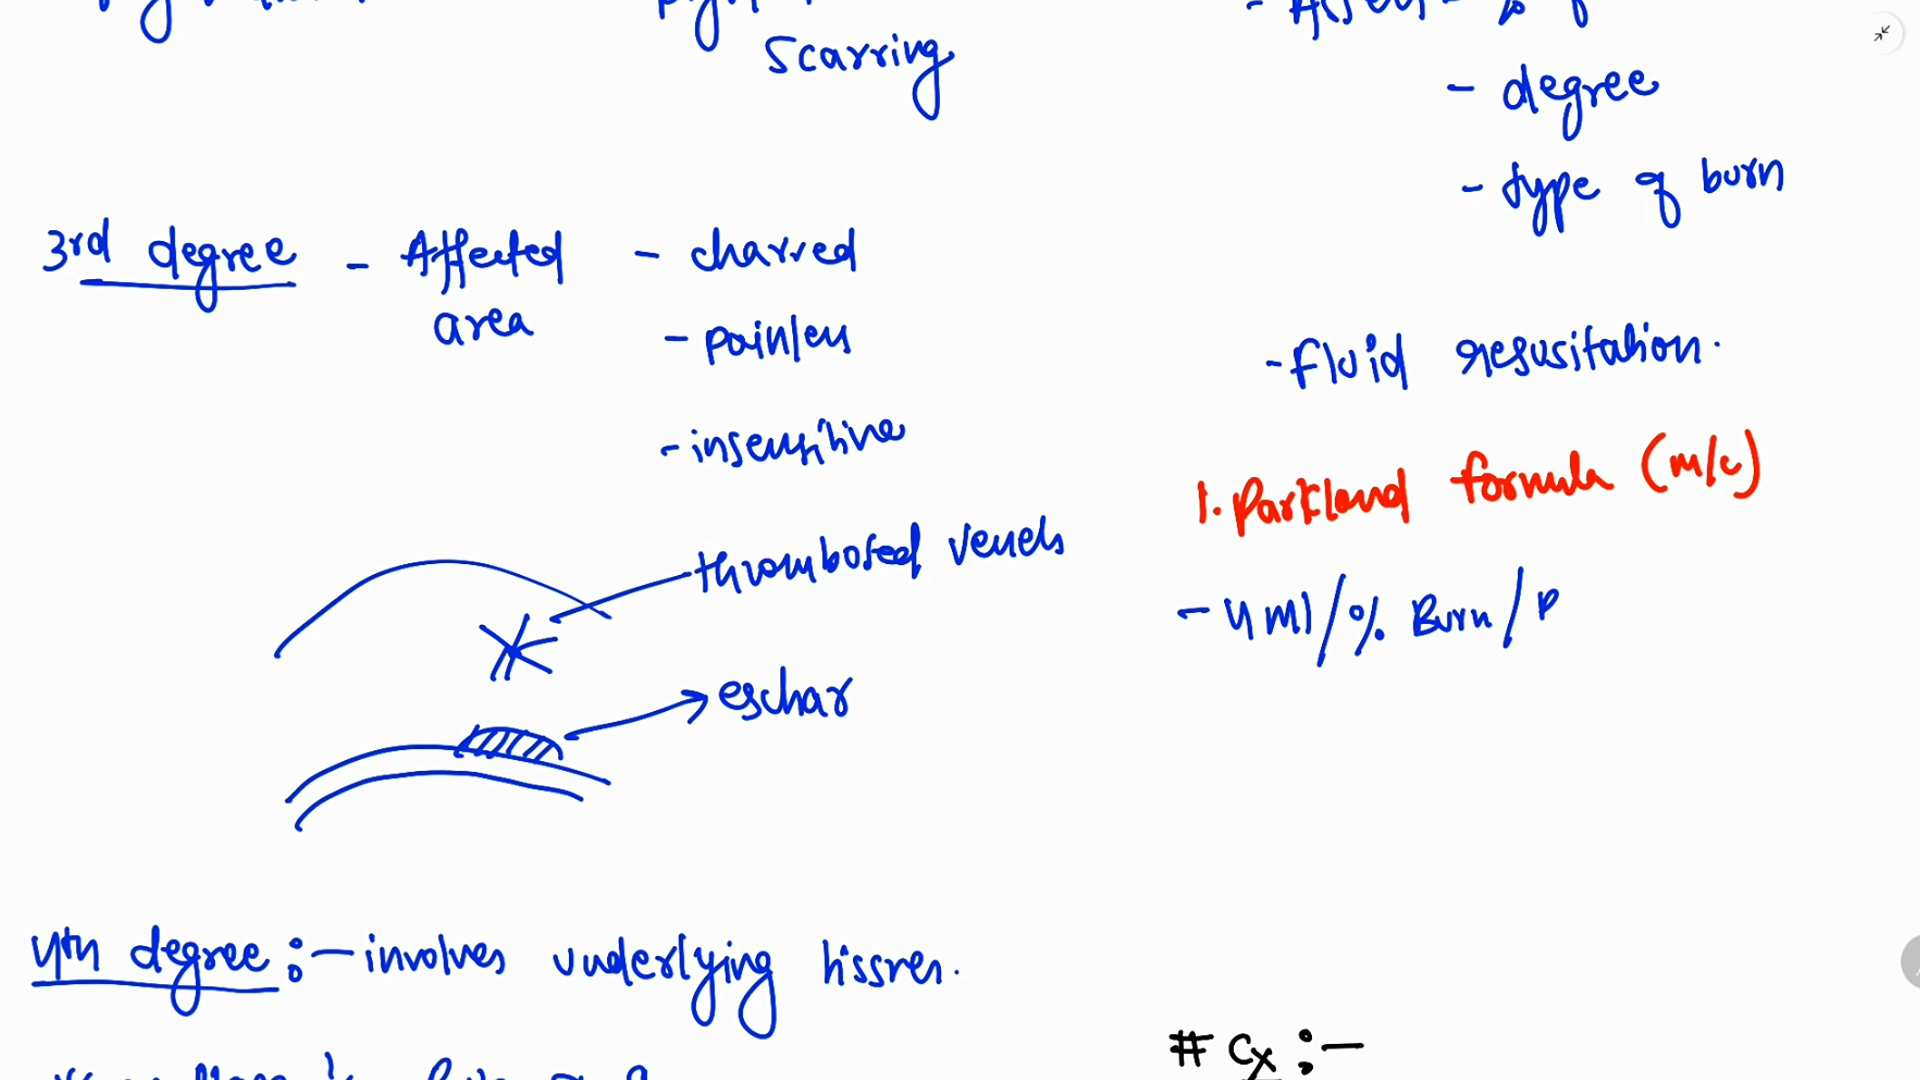 scarring
3rd degree - Affected area
- charred
- painless
- insensitive
thrombosed vessels
eschar
4th degree :- involves underlying tissues.
- degree
- type of burn
- fluid resusitation.
1. Parkland formula (m/c)
- 4 ml/% Burn/P
# Cx :-